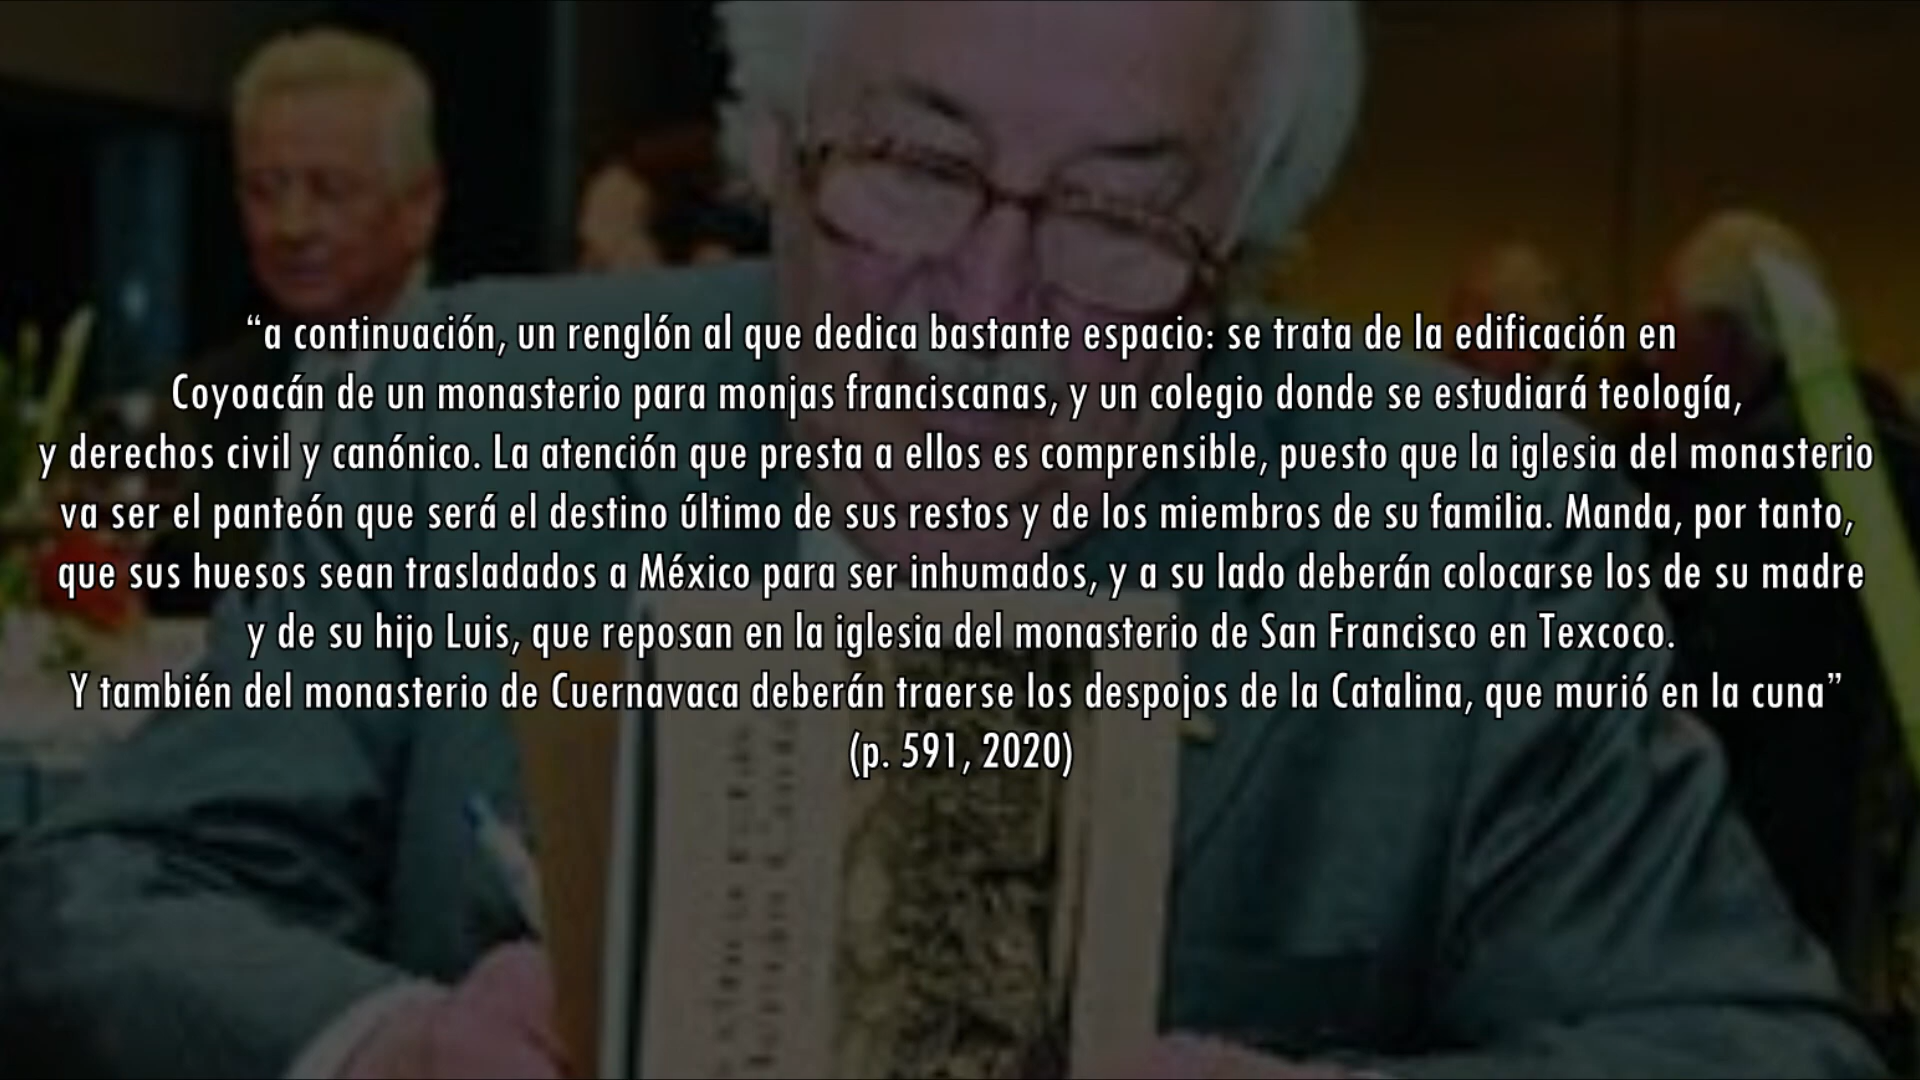 “a continuación, un renglón al que dedica bastante espacio: se trata de la edificación en
Coyoacán de un monasterio para monjas franciscanas, y un colegio donde se estudiará teología,
y derechos civil y canónico. La atención que presta a ellos es comprensible, puesto que la iglesia del monasterio
va ser el panteón que será el destino último de sus restos y de los miembros de su familia. Manda, por tanto,
que sus huesos sean trasladados a México para ser inhumados, y a su lado deberán colocarse los de su madre
y de su hijo Luis, que reposan en la iglesia del monasterio de San Francisco en Texcoco.
Y también del monasterio de Cuernavaca deberán traerse los despojos de la Catalina, que murió en la cuna”
(p. 591, 2020)